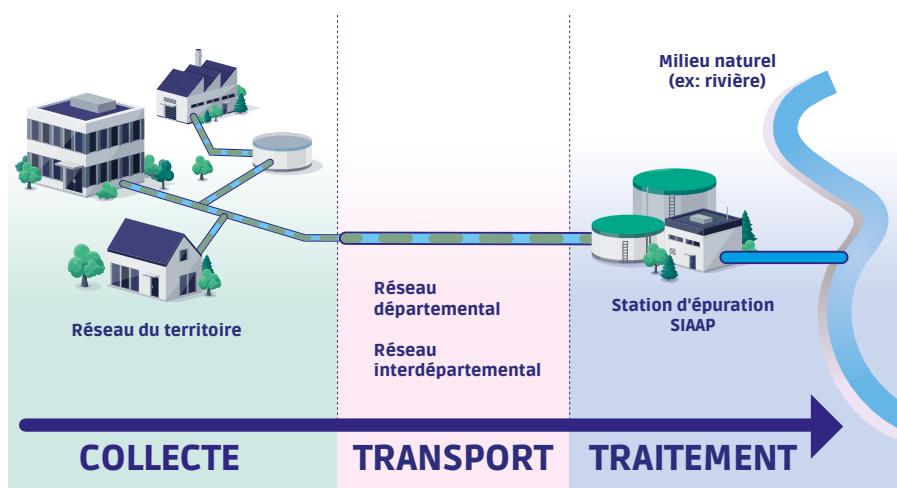 Milieu naturel
(ex: rivière)
Réseau du territoire
Réseau
départemental
Réseau
interdépartemental
Station d'épuration
SIAAP
COLLECTE
TRANSPORT
TRAITEMENT